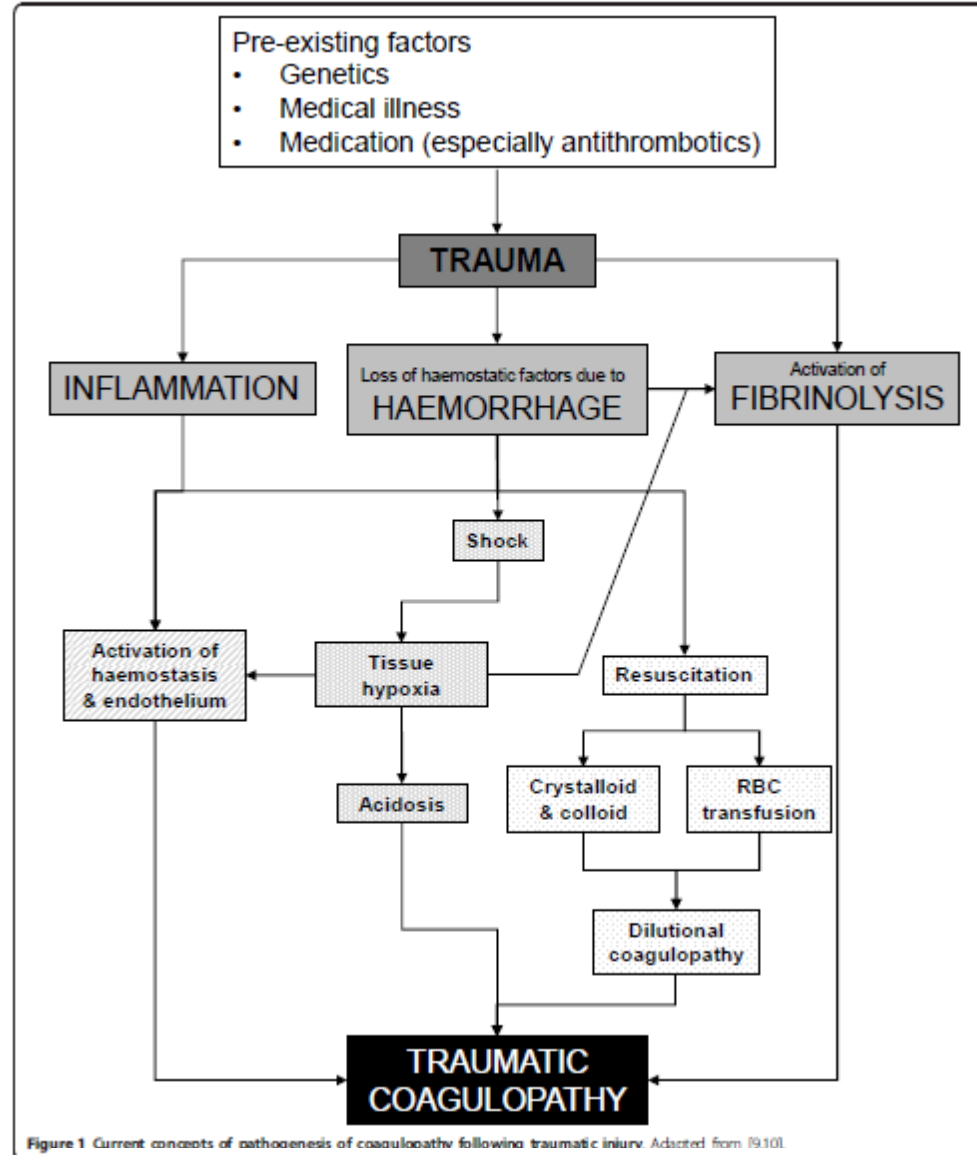 Pre-existing factors
• Genetics
• Medical illness
• Medication (especially antithrombotics)
TRAUMA
INFLAMMATION
Loss of haemostatic factors due to
HAEMORRHAGE
Activation of
FIBRINOLYSIS
Shock
Activation of
haemostasis
& endothelium
Tissue
hypoxia
Resuscitation
Acidosis
Crystalloid
& colloid
RBC
transfusion
Dilutional
coagulopathy
TRAUMATIC
COAGULOPATHY
Figure 1 Current concepts of pathogenesis of coagulopathy following traumatic injury. Adapted from [9,10].